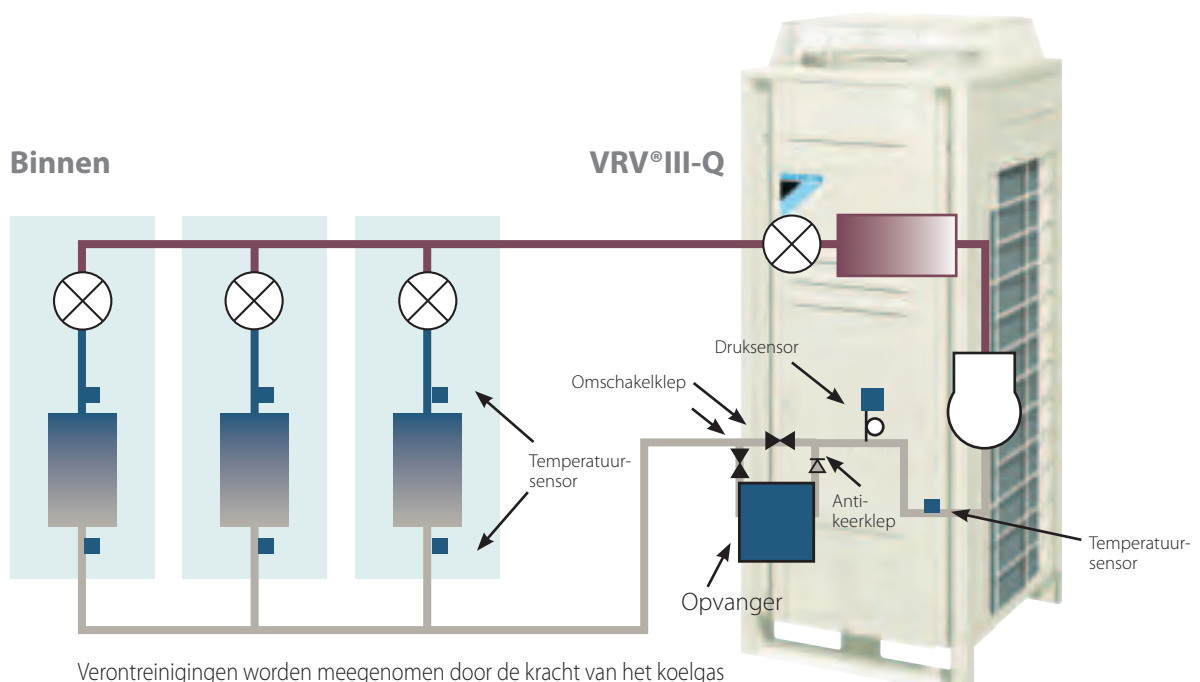 Binnen
VRV®III-Q
Druksensor
Omschakelklep
Temperatuur-
sensor
Anti-
keerklep
Temperatuur-
sensor
Opvanger
Verontreinigingen worden meegenomen door de kracht van het koelgas